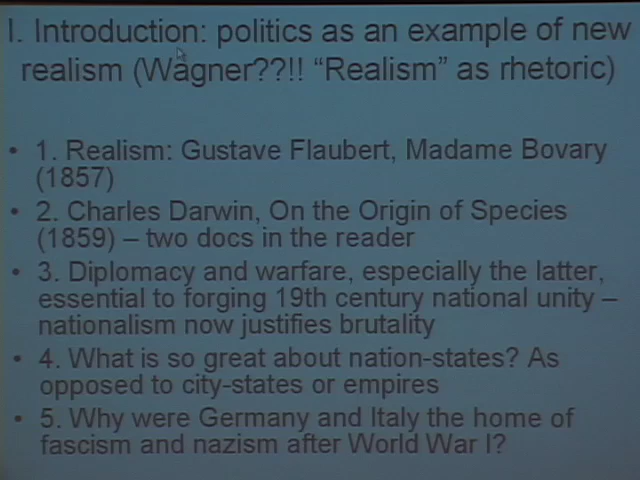 I. Introduction: politics as an example of new
realism (Wagner??!! “Realism” as rhetoric)
• 1. Realism: Gustave Flaubert, Madame Bovary
(1857)
• 2. Charles Darwin, On the Origin of Species
(1859) – two docs in the reader
• 3. Diplomacy and warfare, especially the latter,
essential to forging 19th century national unity –
nationalism now justifies brutality
• 4. What is so great about nation-states? As
opposed to city-states or empires
• 5. Why were Germany and Italy the home of
fascism and nazism after World War I?